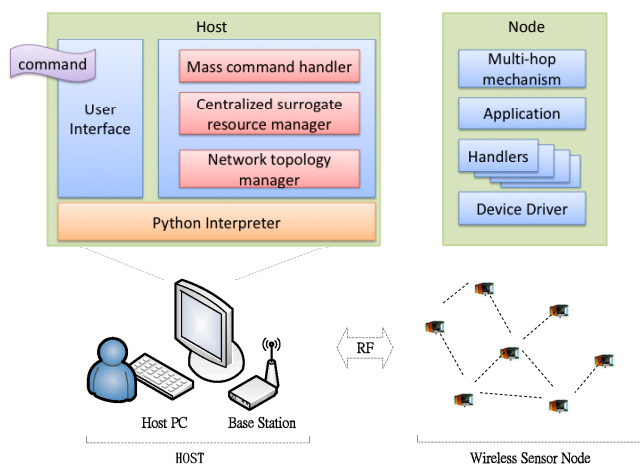 Host
command
User
Interface
Mass command handler
Centralized surrogate
resource manager
Network topology
manager
Python Interpreter
Node
Multi-hop
mechanism
Application
Handlers
Device Driver
RF
Host PC
Base Station
HOST
Wireless Sensor Node